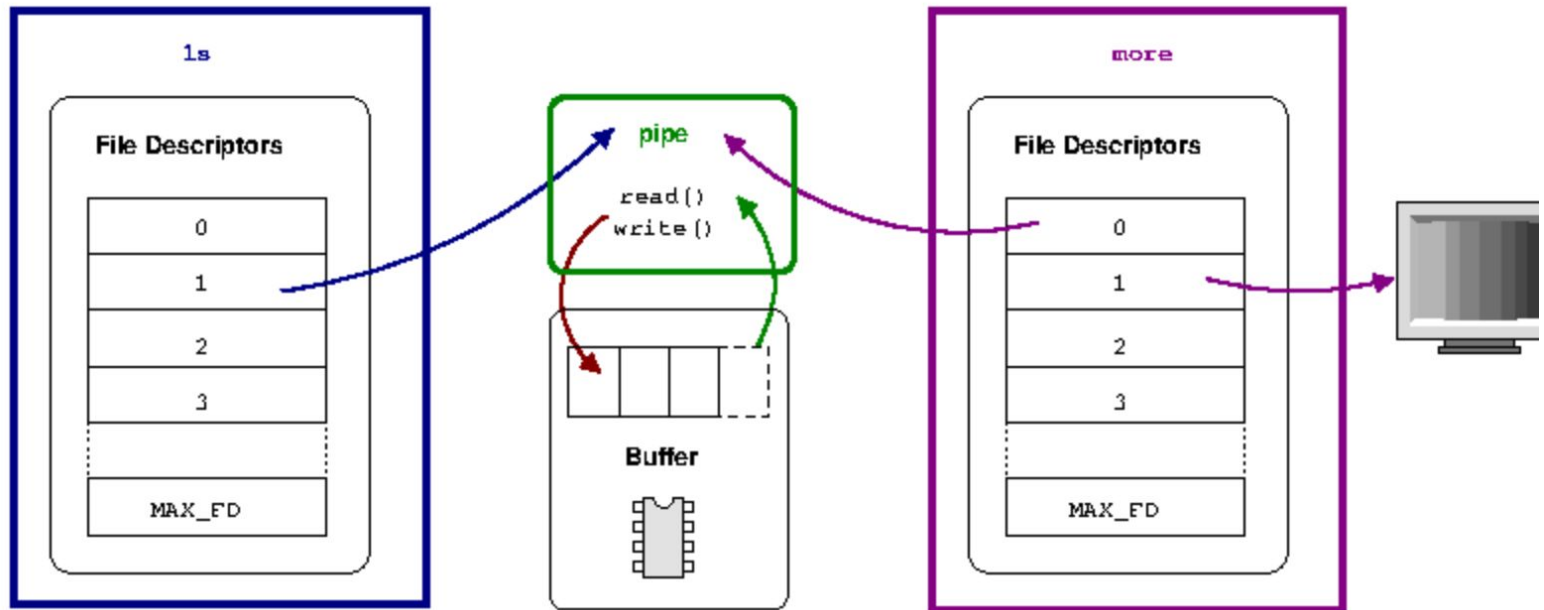 ls
File Descriptors
0
1
2
3
MAX_FD
pipe
read()
write()
Buffer
more
File Descriptors
0
1
2
3
MAX_FD